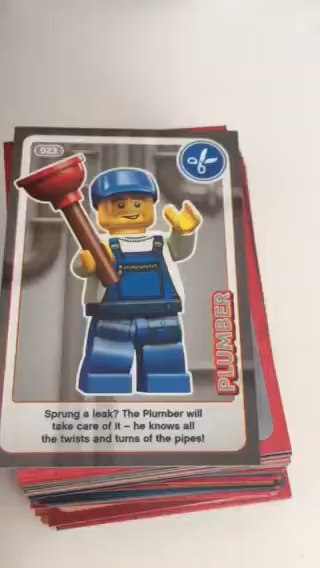 023
PLUMBER
Sprung a leak? The Plumber will
take care of it – he knows all
the twists and turns of the pipes!